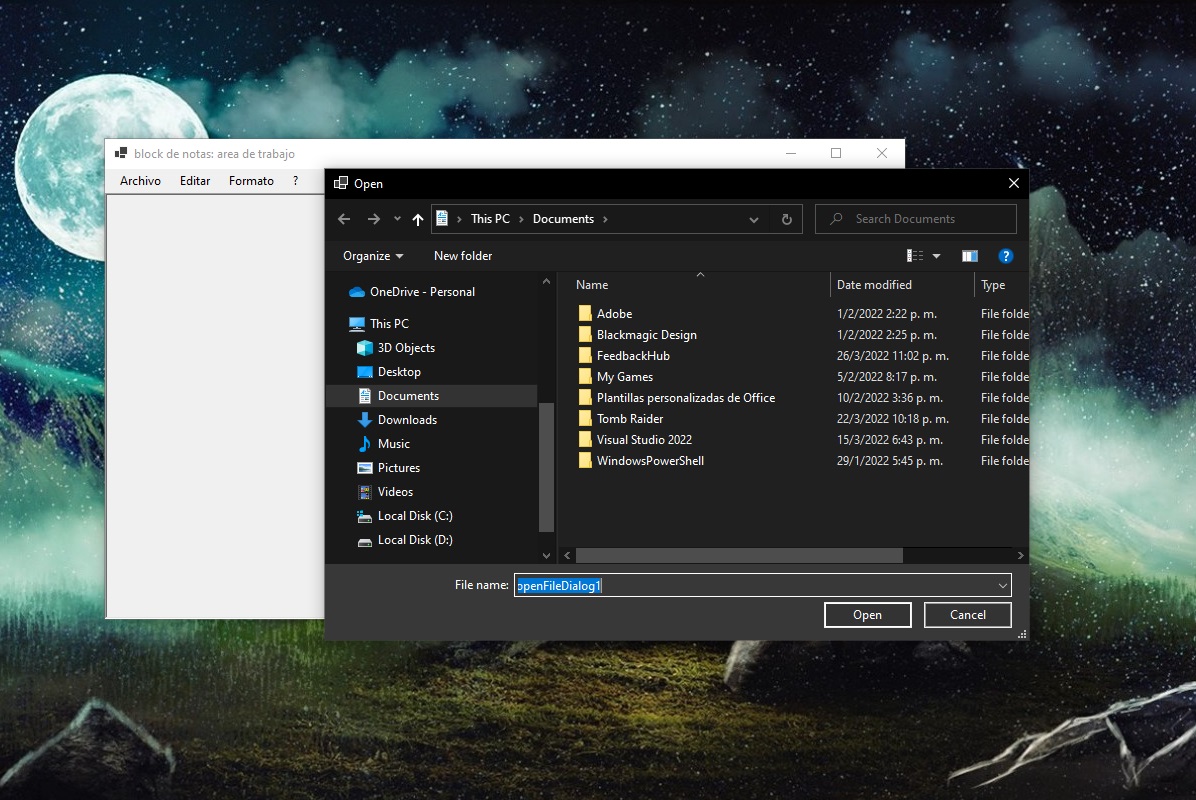 block de notas: area de trabajo
Archivo Editar Formato ?
Open
This PC Documents
Search Documents
Organize New folder
?
OneDrive - Personal
This PC
3D Objects
Desktop
Documents
Downloads
Music
Pictures
Videos
Local Disk (C:)
Local Disk (D:)
Name Date modified Type
Adobe 1/2/2022 2:22 p. m. File folde
Blackmagic Design 1/2/2022 2:25 p. m. File folde
FeedbackHub 26/3/2022 11:02 p. m. File folde
My Games 5/2/2022 8:17 p. m. File folde
Plantillas personalizadas de Office 10/2/2022 3:36 p. m. File folde
Tomb Raider 22/3/2022 10:18 p. m. File folde
Visual Studio 2022 15/3/2022 6:43 p. m. File folde
WindowsPowerShell 29/1/2022 5:45 p. m. File folde
File name: openFileDialog1
Open Cancel